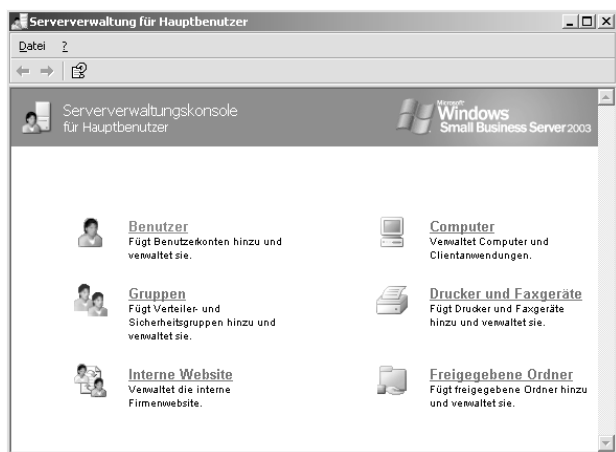 Serververwaltung für Hauptbenutzer
Datei ?
Serververwaltungskonsole
für Hauptbenutzer
Microsoft
Windows
Small Business Server 2003
Benutzer
Fügt Benutzerkonten hinzu und
verwaltet sie.
Computer
Verwaltet Computer und
Clientanwendungen.
Gruppen
Fügt Verteiler- und
Sicherheitsgruppen hinzu und
verwaltet sie.
Drucker und Faxgeräte
Fügt Drucker und Faxgeräte
hinzu und verwaltet sie.
Interne Website
Verwaltet die interne
Firmenwebsite.
Freigegebene Ordner
Fügt freigegebene Ordner hinzu
und verwaltet sie.